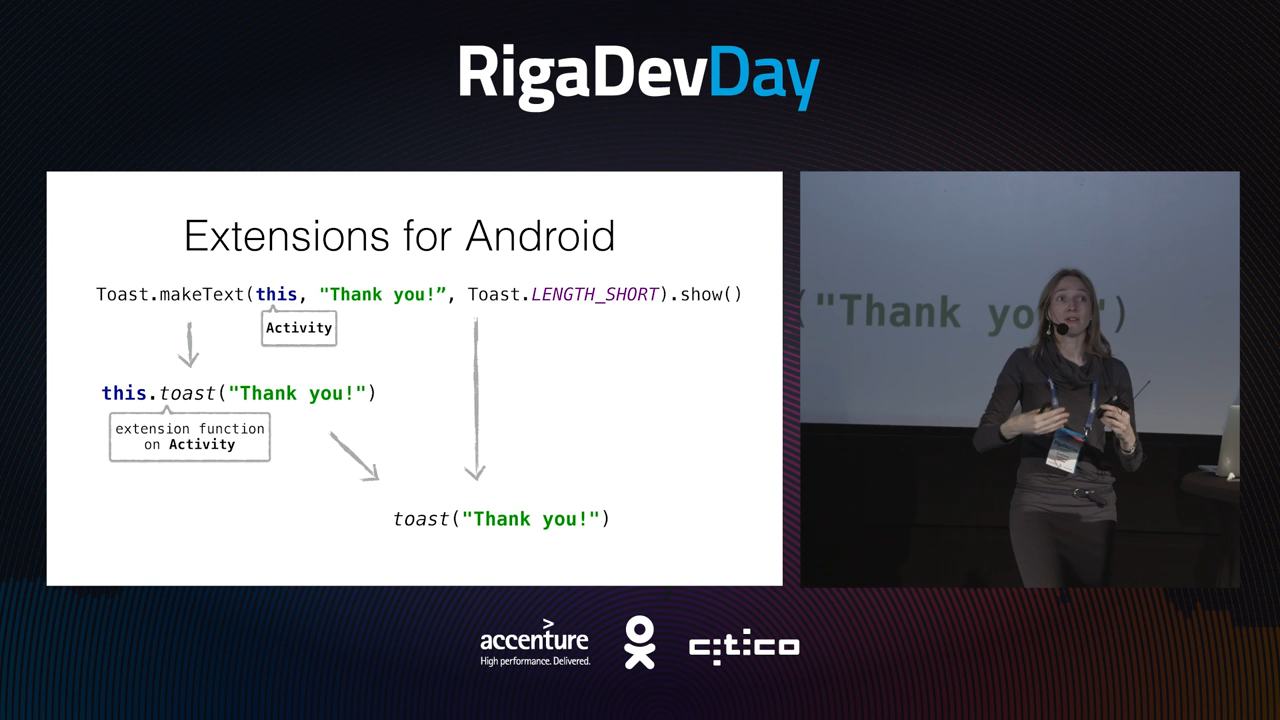 RigaDevDay
Extensions for Android
Toast.makeText(this, "Thank you!”, Toast.LENGTH_SHORT).show()
Activity
this.toast("Thank you!")
extension function
on Activity
toast("Thank you!")
("Thank yo ")
accenture
High performance. Delivered.
citico